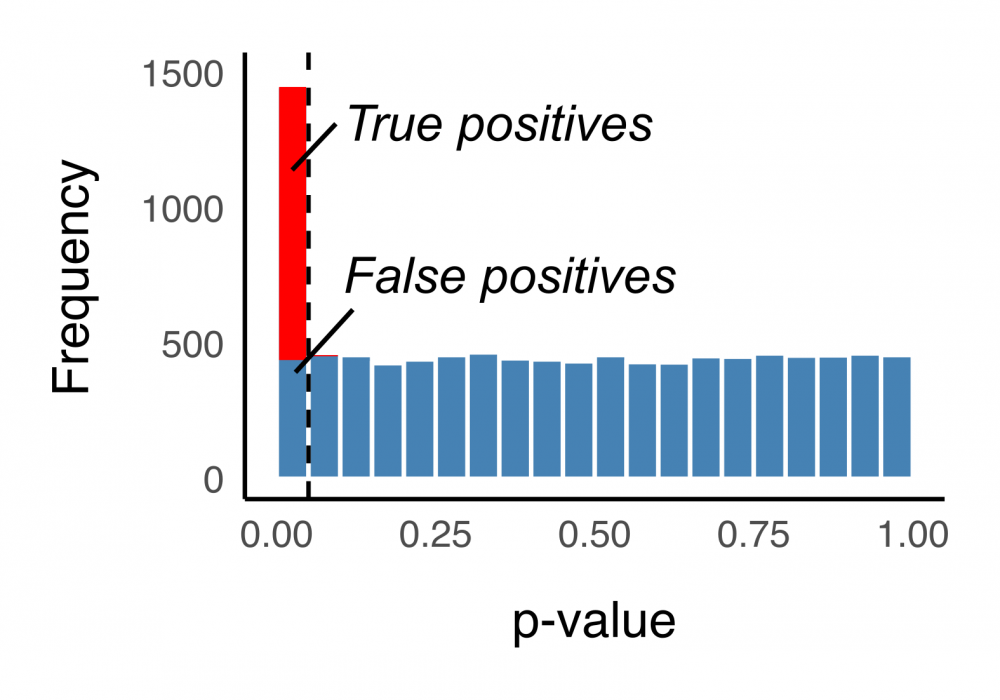 1500
True positives
1000
False positives
500
0
Frequency
0.00 0.25 0.50 0.75 1.00
p-value